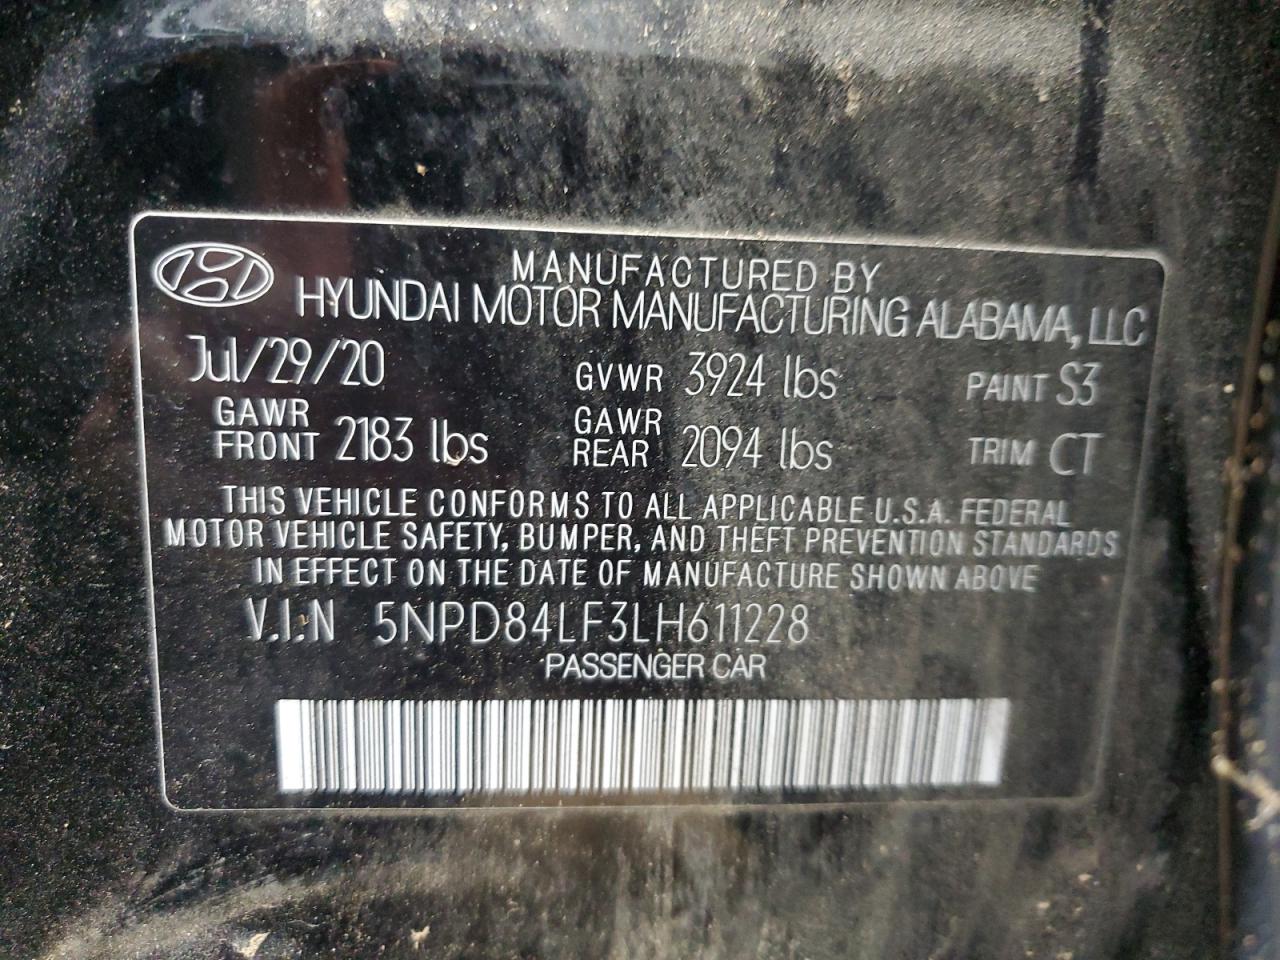 MANUFACTURED BY
HYUNDAI MOTOR MANUFACTURING ALABAMA, LLC
Jul/29/20 GVWR 3924 lbs PAINT S3
GAWR FRONT 2183 lbs GAWR REAR 2094 lbs TRIM CT
THIS VEHICLE CONFORMS TO ALL APPLICABLE U.S.A. FEDERAL
MOTOR VEHICLE SAFETY, BUMPER, AND THEFT PREVENTION STANDARDS
IN EFFECT ON THE DATE OF MANUFACTURE SHOWN ABOVE
V.I.N 5NPD84LF3LH611228
PASSENGER CAR